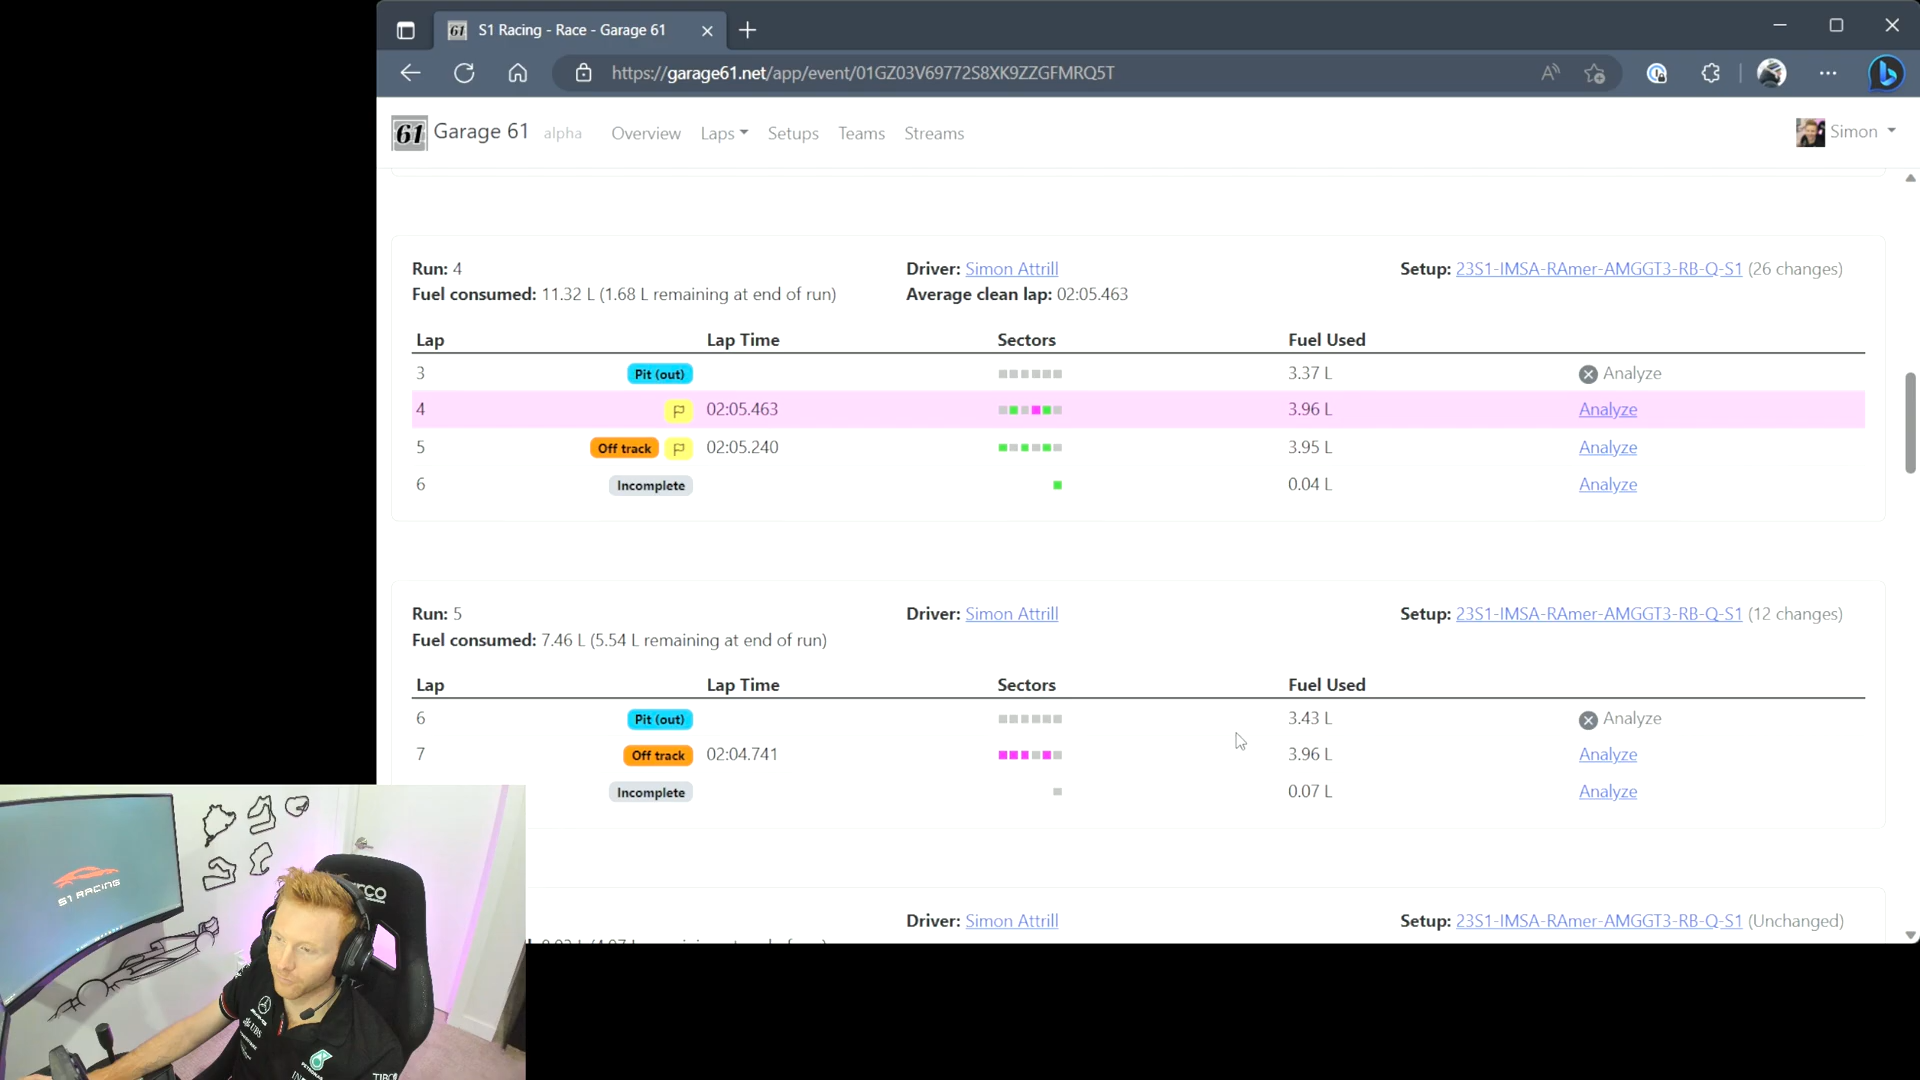 61 S1 Racing - Race - Garage 61
https://garage61.net/app/event/01GZ03V69772S8XK9ZZGFMRQ5T
61 Garage 61 alpha Overview Laps Setups Teams Streams Simon
Run: 4 Driver: Simon Attrill Setup: 23S1-IMSA-RAmer-AMGGT3-RB-Q-S1 (26 changes)
Fuel consumed: 11.32 L (1.68 L remaining at end of run) Average clean lap: 02:05.463
Lap Lap Time Sectors Fuel Used
3 Pit (out) 3.37 L Analyze
4 02:05.463 3.96 L Analyze
5 Off track 02:05.240 3.95 L Analyze
6 Incomplete 0.04 L Analyze
Run: 5 Driver: Simon Attrill Setup: 23S1-IMSA-RAmer-AMGGT3-RB-Q-S1 (12 changes)
Fuel consumed: 7.46 L (5.54 L remaining at end of run)
Lap Lap Time Sectors Fuel Used
6 Pit (out) 3.43 L Analyze
7 Off track 02:04.741 3.96 L Analyze
Incomplete 0.07 L Analyze
Driver: Simon Attrill Setup: 23S1-IMSA-RAmer-AMGGT3-RB-Q-S1 (Unchanged)
S1 RACING
RCO
UBS
PETRONAS